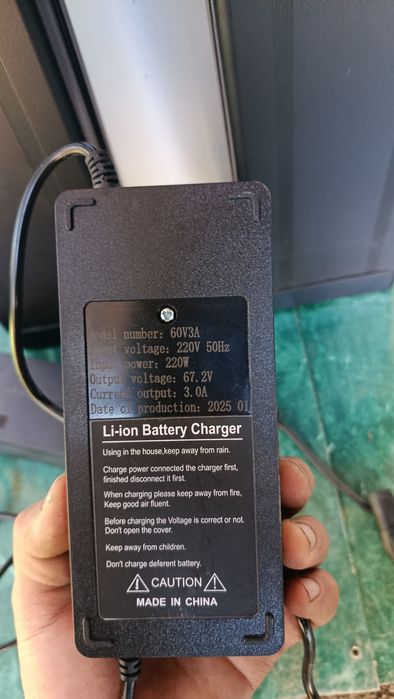 Model number: 60V3A
Input voltage: 220V 50Hz
Input power: 220W
Output voltage: 67.2V
Current output: 3.0A
Date of production: 2025 01
Li-ion Battery Charger
Using in the house,keep away from rain.
Charge power connected the charger first,
finished disconnect it first.
When charging please keep away from fire,
Keep good air fluent.
Before charging the Voltage is correct or not.
Don't open the cover.
Keep away from children.
Don't charge deferent battery.
CAUTION
MADE IN CHINA